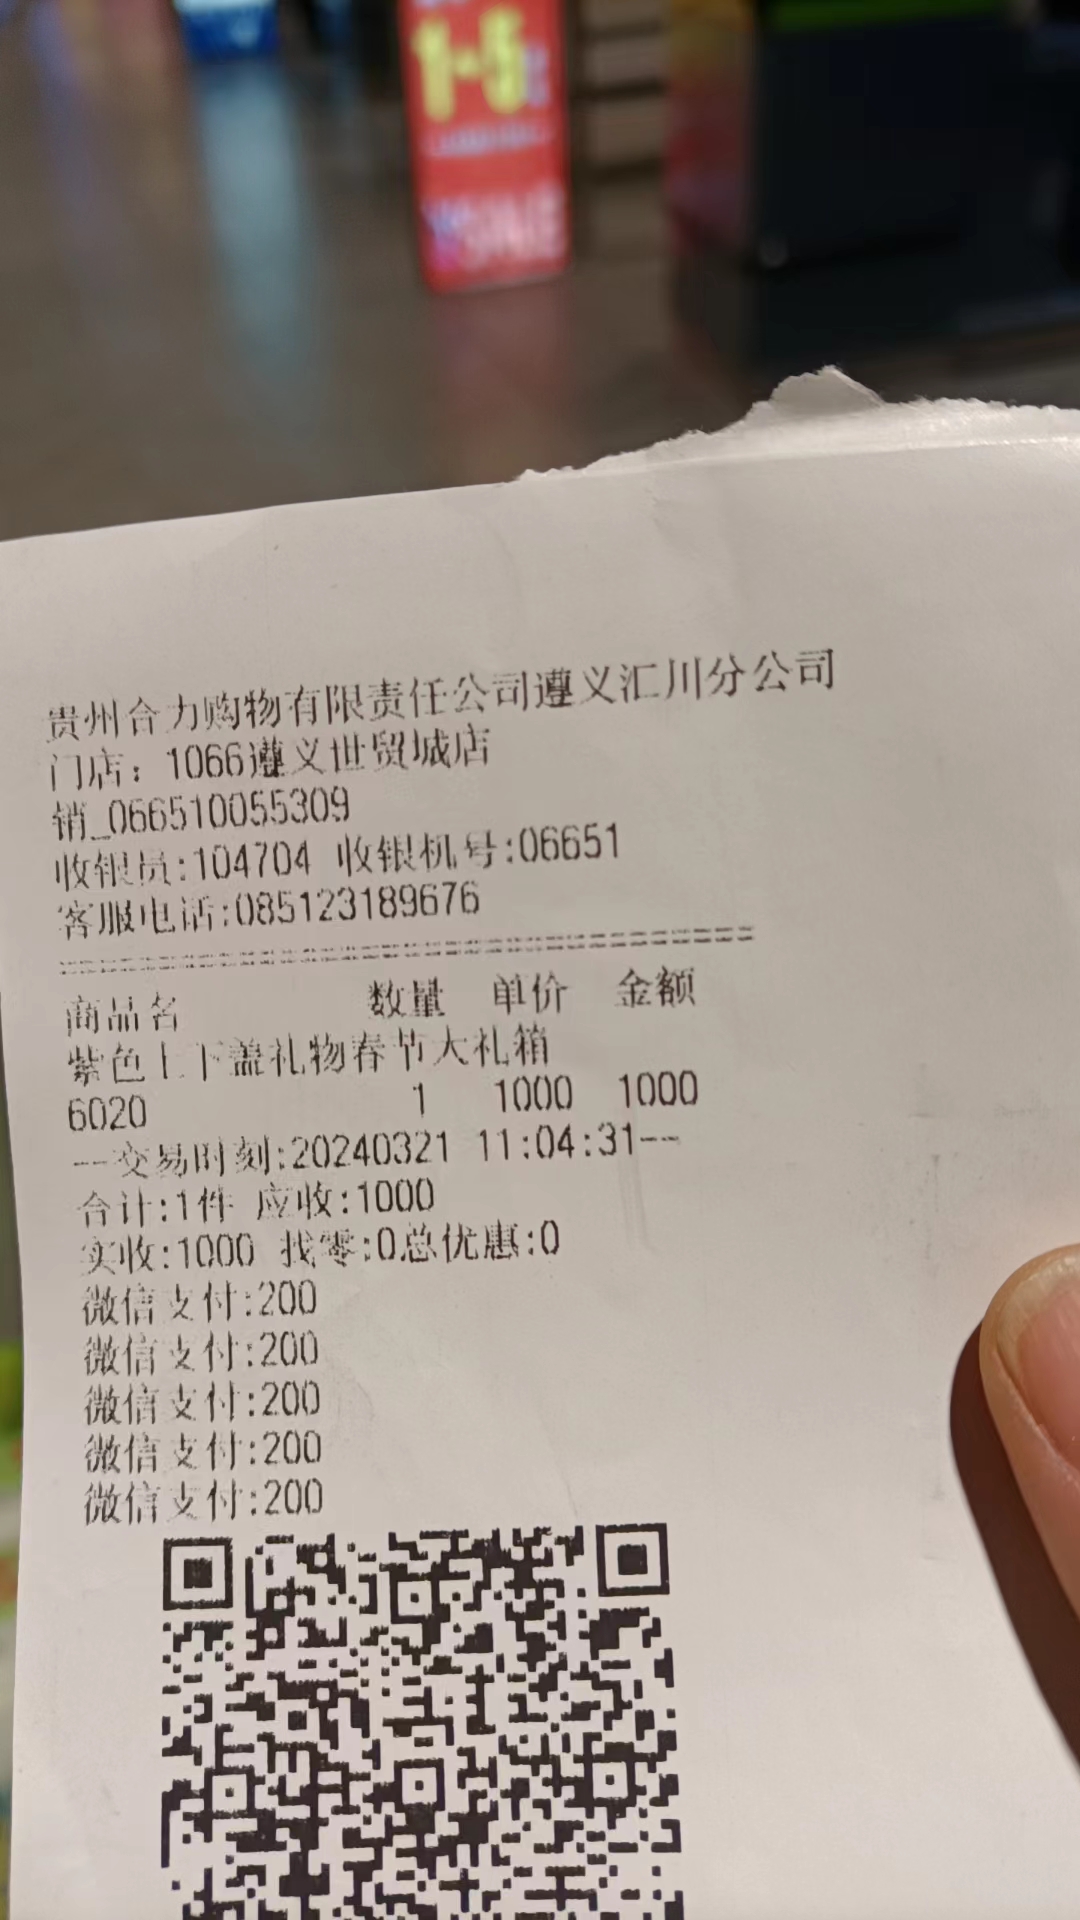 1-5
SALE
贵州合力购物有限责任公司遵义汇川分公司
门店：1066遵义世贸城店
销_066510055309
收银员:104704 收银机号:06651
客服电话:085123189676
商品名 数量 单价 金额
紫色上下盖礼物春节大礼箱
6020 1 1000 1000
--交易时刻:20240321 11:04:31--
合计:1件 应收:1000
实收:1000 找零:0总优惠:0
微信支付:200
微信支付:200
微信支付:200
微信支付:200
微信支付:200